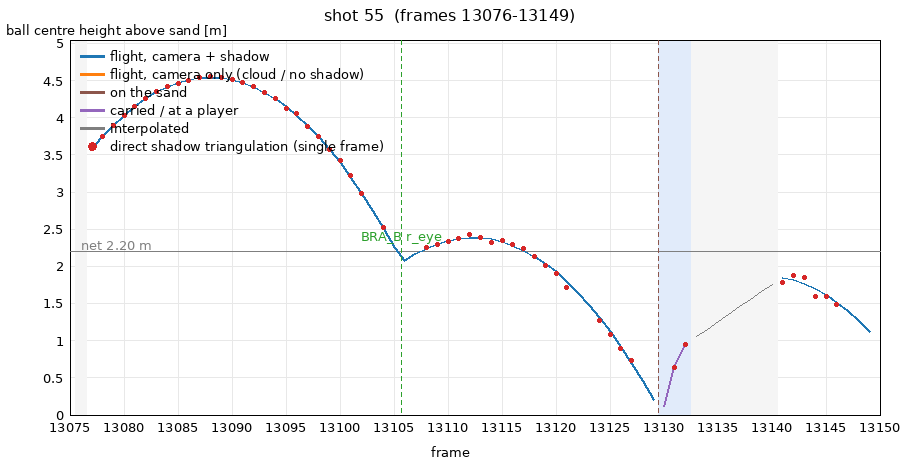 shot 55  (frames 13076-13149)
ball centre height above sand [m]
flight, camera + shadow
flight, camera only (cloud / no shadow)
on the sand
carried / at a player
interpolated
direct shadow triangulation (single frame)
BRA_B r_eye
net 2.20 m
5
4.5
4
3.5
3
2.5
2
1.5
1
0.5
0
13075 13080 13085 13090 13095 13100 13105 13110 13115 13120 13125 13130 13135 13140 13145 13150
frame